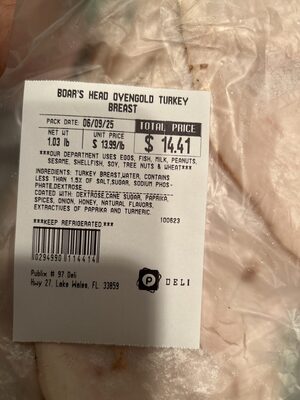 BOAR'S HEAD OVENGOLD TURKEY
BREAST
PACK DATE: 06/09/25
TOTAL PRICE
NET WT
1.03 lb
UNIT PRICE
$ 13.99/lb
$ 14.41
**OUR DEPARTMENT USES EGGS, FISH, MILK, PEANUTS,
SESAME, SHELLFISH, SOY, TREE NUTS & WHEAT***
INGREDIENTS: TURKEY BREAST,WATER, CONTAINS
LESS THAN 1.5% OF SALT,SUGAR, SODIUM PHOS-
PHATE,DEXTROSE.
COATED WITH: DEXTROSE,CANE SUGAR, PAPRIKA,
SPICES, ONION, HONEY, NATURAL FLAVORS,
EXTRACTIVES OF PAPRIKA AND TURMERIC.
100623
***KEEP REFRIGERATED***
0294990114414
Publix # 97 Deli
Hwy 27, Lake Wales, FL. 33859
P DELI